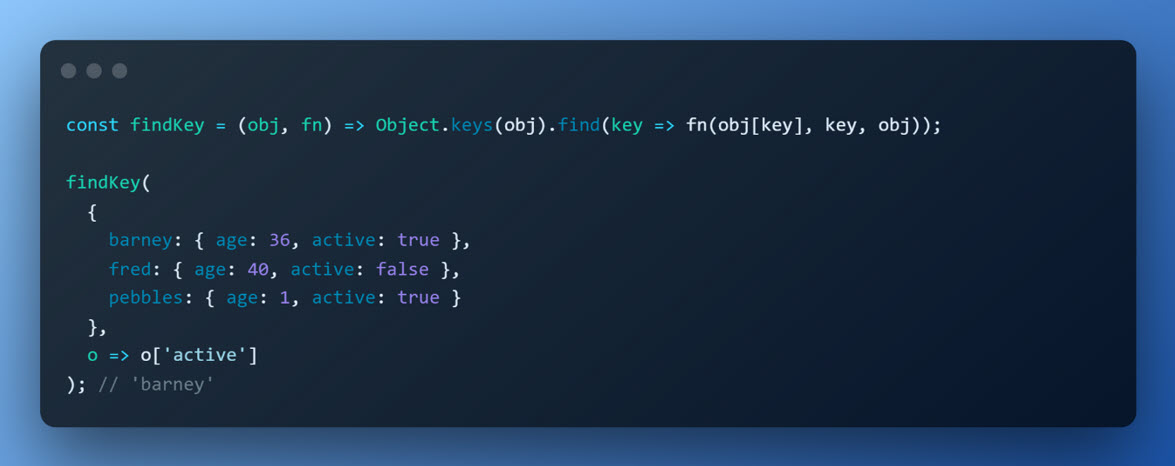 const findKey = (obj, fn) => Object.keys(obj).find(key => fn(obj[key], key, obj));

findKey(
  {
    barney: { age: 36, active: true },
    fred: { age: 40, active: false },
    pebbles: { age: 1, active: true }
  },
  o => o['active']
); // 'barney'